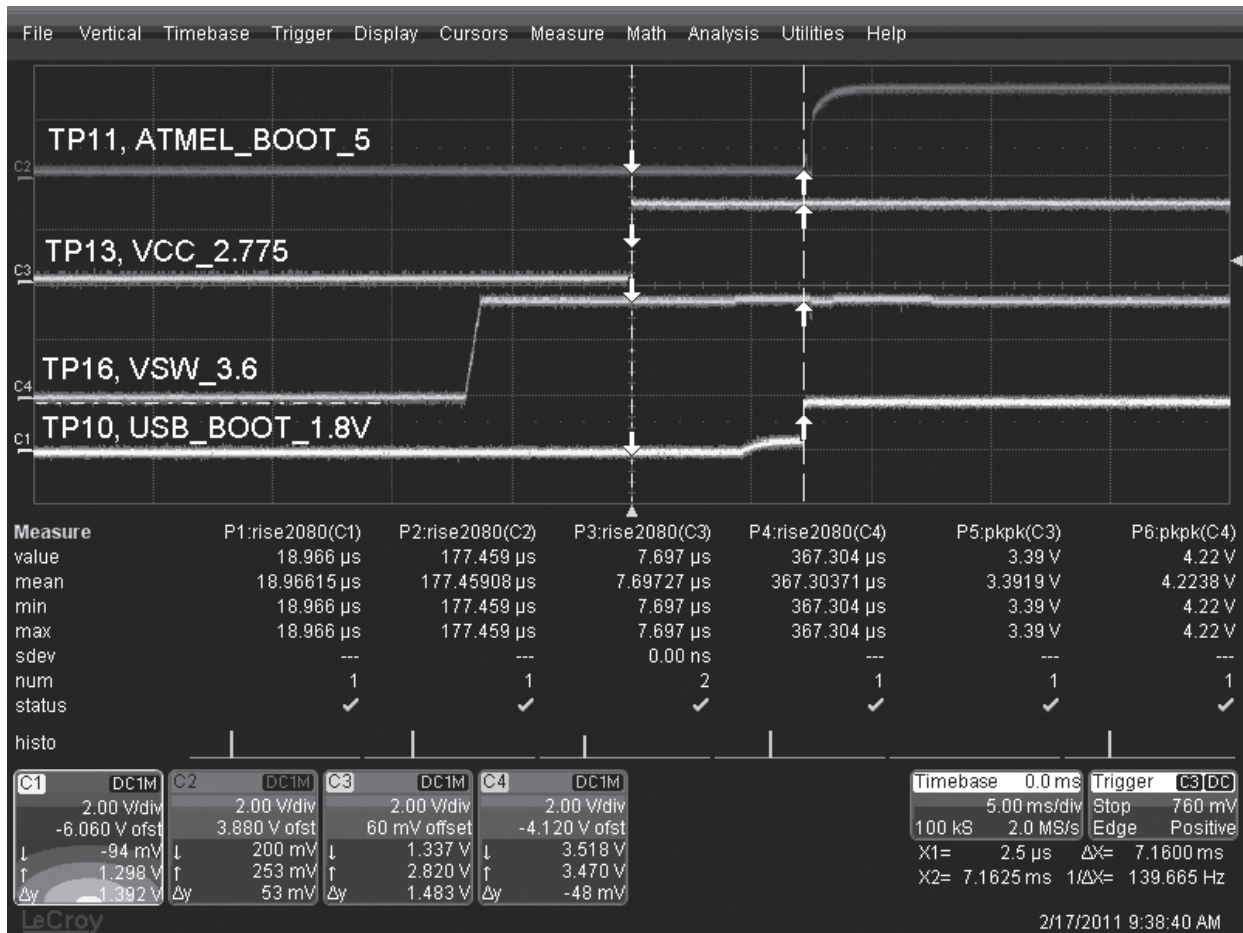 File Vertical Timebase Trigger Display Cursors Measure Math Analysis Utilities Help
TP11, ATMEL_BOOT_5
C2
TP13, VCC_2.775
C3
TP16, VSW_3.6
C4
TP10, USB_BOOT_1.8V
C1
Measure P1:rise2080(C1) P2:rise2080(C2) P3:rise2080(C3) P4:rise2080(C4) P5:pkpk(C3) P6:pkpk(C4)
value 18.966 µs 177.459 µs 7.697 µs 367.304 µs 3.39 V 4.22 V
mean 18.96615 µs 177.45908 µs 7.69727 µs 367.30371 µs 3.3919 V 4.2238 V
min 18.966 µs 177.459 µs 7.697 µs 367.304 µs 3.39 V 4.22 V
max 18.966 µs 177.459 µs 7.697 µs 367.304 µs 3.39 V 4.22 V
sdev --- --- 0.00 ns --- --- ---
num 1 1 2 1 1 1
status ✓ ✓ ✓ ✓ ✓ ✓
histo
C1 DC1M C2 DC1M C3 DC1M C4 DC1M Timebase 0.0 ms Trigger C3 DC
2.00 V/div 2.00 V/div 2.00 V/div 2.00 V/div 5.00 ms/div Stop 760 mV
-6.060 V ofst 3.880 V ofst 60 mV offset -4.120 V ofst 100 kS 2.0 MS/s Edge Positive
↓ -94 mV ↓ 200 mV ↓ 1.337 V ↓ 3.518 V X1= 2.5 µs ΔX= 7.1600 ms
↑ 1.298 V ↑ 253 mV ↑ 2.820 V ↑ 3.470 V X2= 7.1625 ms 1/ΔX= 139.665 Hz
Δy 1.392 V Δy 53 mV Δy 1.483 V Δy -48 mV
LeCroy 2/17/2011 9:38:40 AM